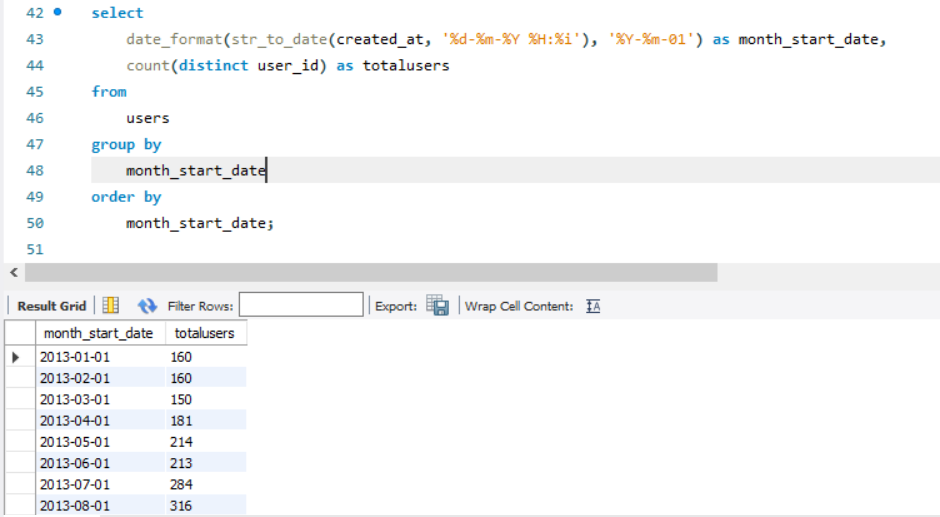 42 select
43 date_format(str_to_date(created_at, '%d-%m-%Y %H:%i'), '%Y-%m-01') as month_start_date,
44 count(distinct user_id) as totalusers
45 from
46 users
47 group by
48 month_start_date
49 order by
50 month_start_date;
51
Result Grid Filter Rows: Export: Wrap Cell Content: IA
month_start_date totalusers
2013-01-01 160
2013-02-01 160
2013-03-01 150
2013-04-01 181
2013-05-01 214
2013-06-01 213
2013-07-01 284
2013-08-01 316